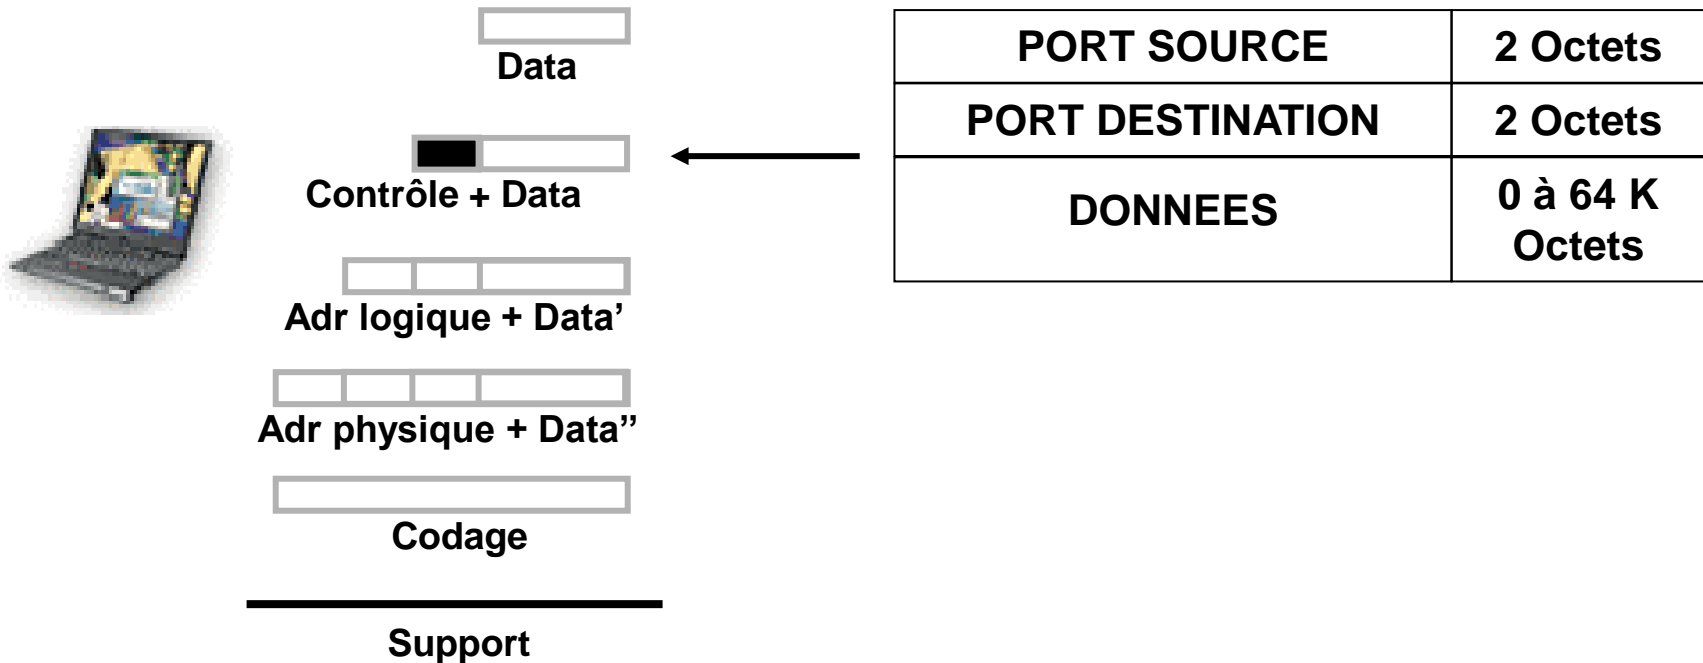 Data
Contrôle + Data
Adr logique + Data’
Adr physique + Data’’
Codage
Support
PORT SOURCE 2 Octets
PORT DESTINATION 2 Octets
DONNEES 0 à 64 K
Octets